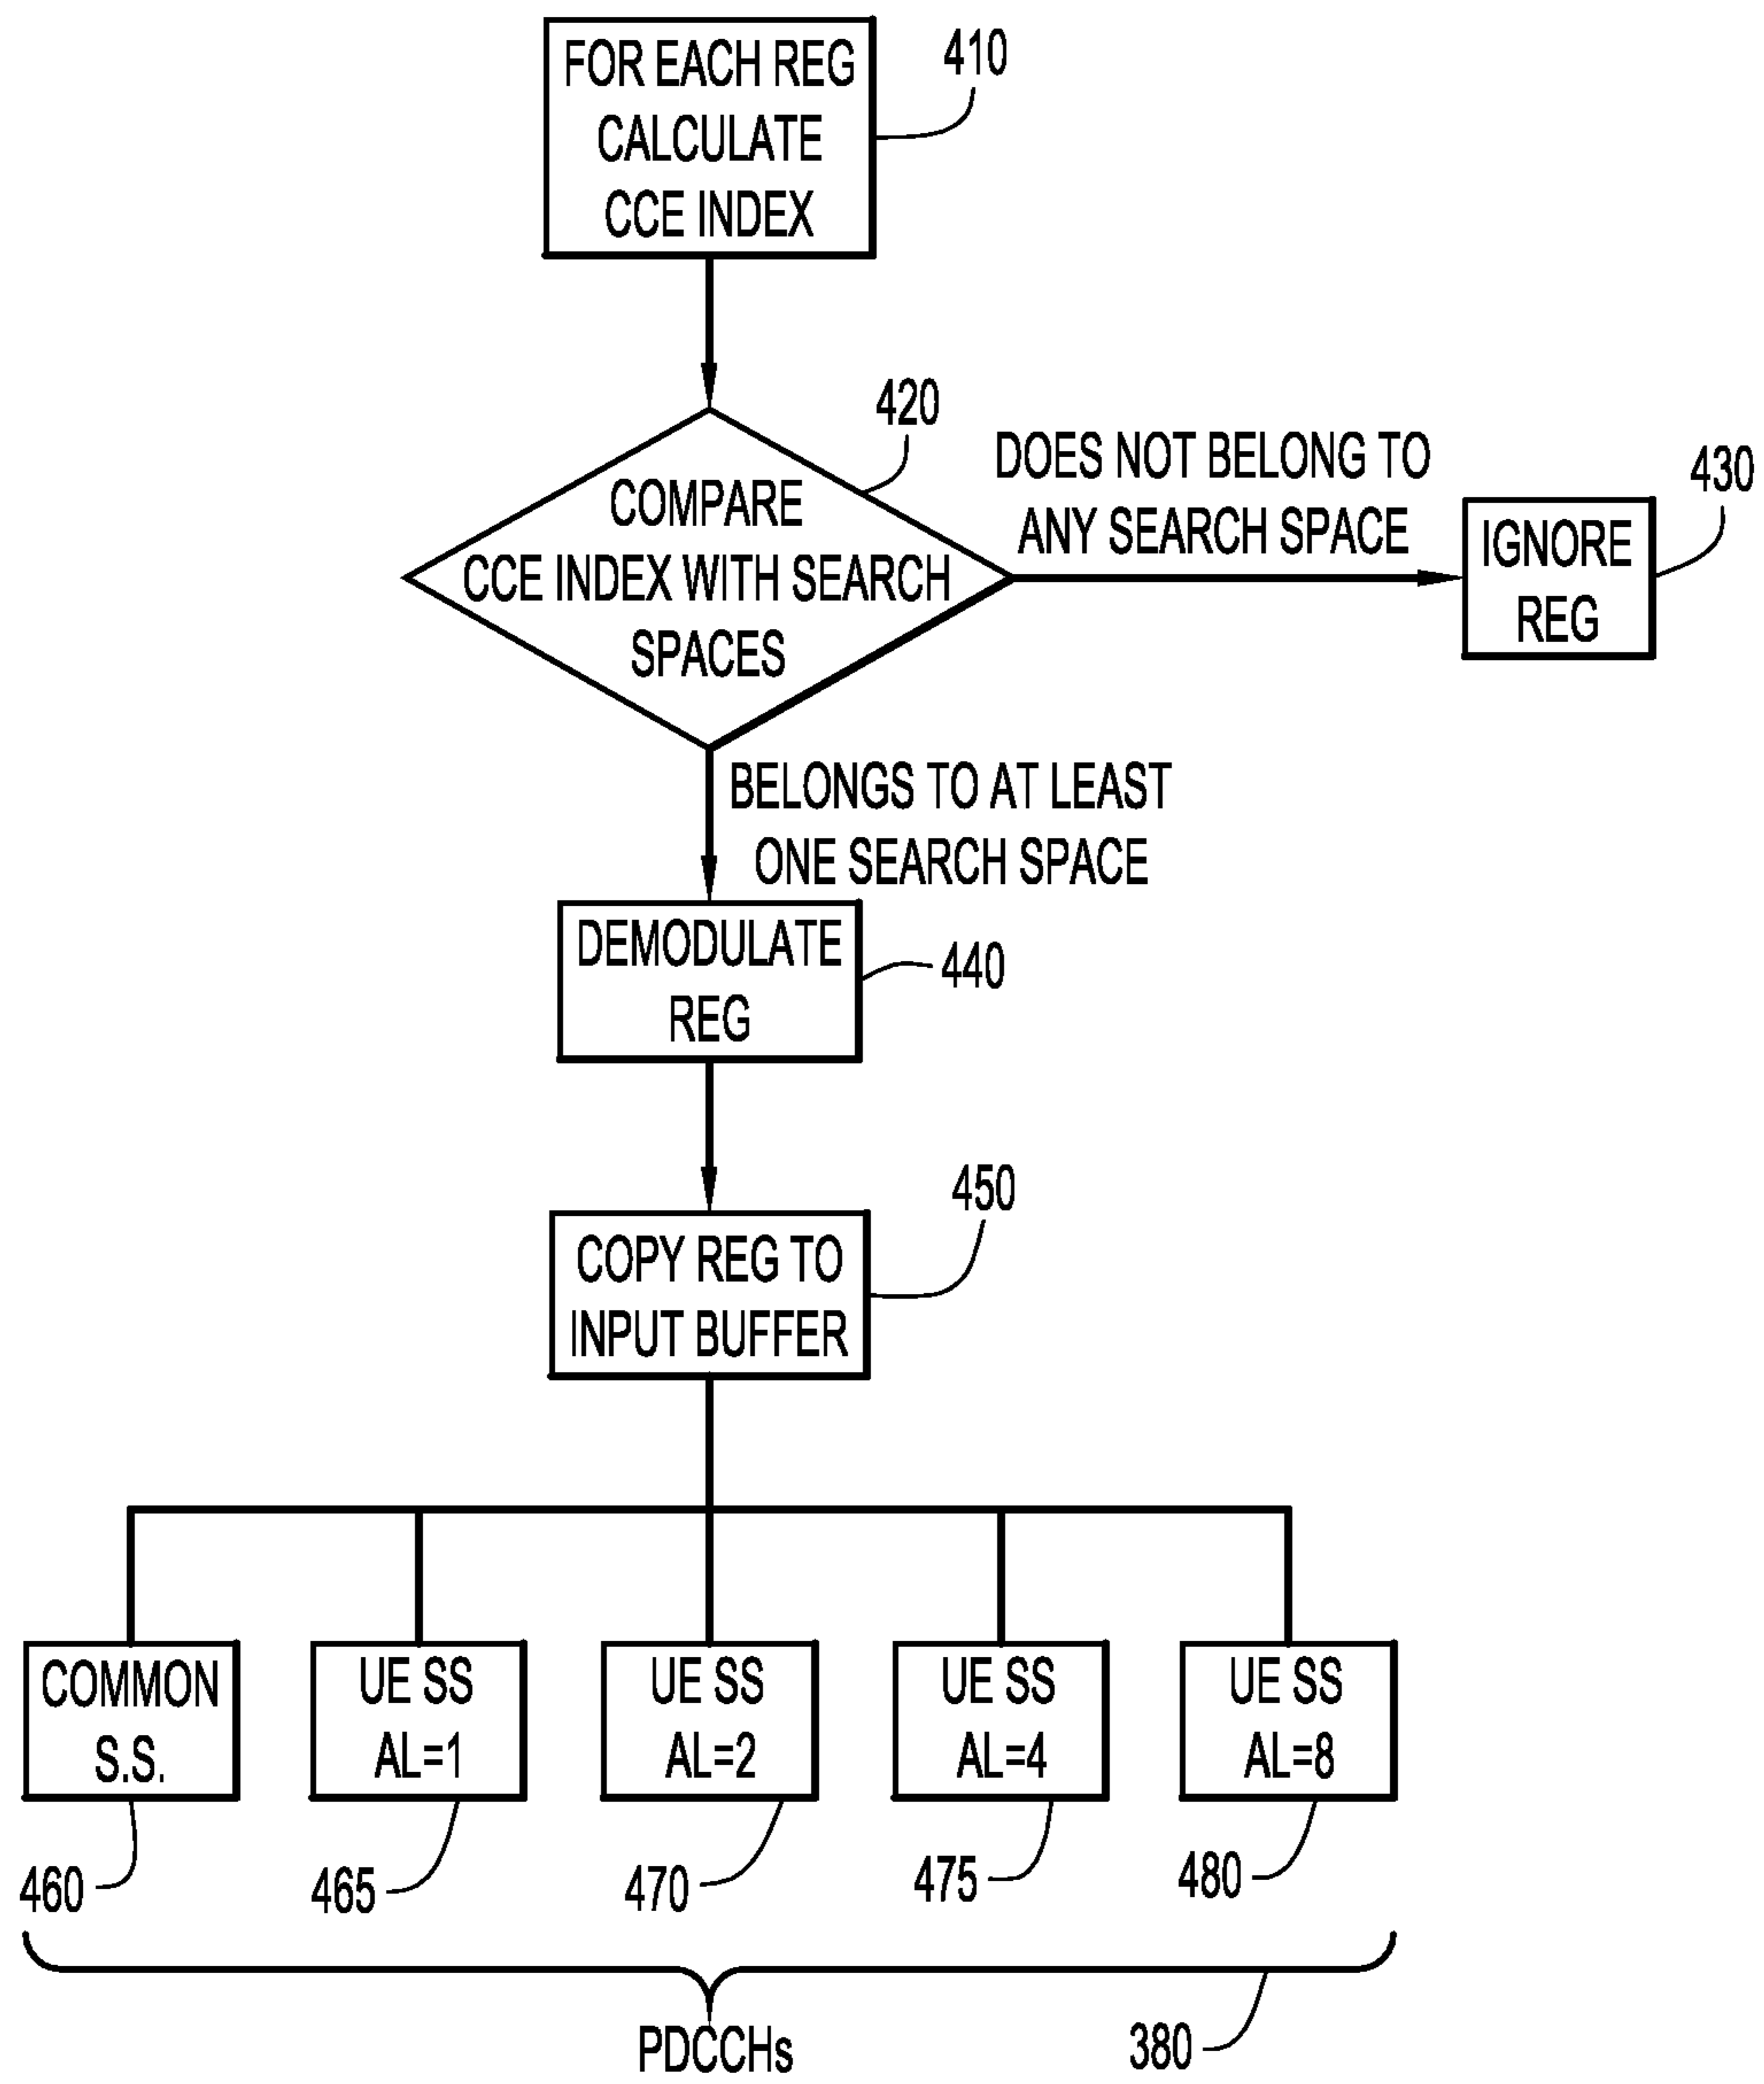 FOR EACH REG
CALCULATE
CCE INDEX
410
420
COMPARE
CCE INDEX WITH SEARCH
SPACES
DOES NOT BELONG TO
ANY SEARCH SPACE
430
IGNORE
REG
BELONGS TO AT LEAST
ONE SEARCH SPACE
DEMODULATE
REG
440
450
COPY REG TO
INPUT BUFFER
COMMON
S.S.
UE SS
AL=1
UE SS
AL=2
UE SS
AL=4
UE SS
AL=8
460
465
470
475
480
PDCCHs
380